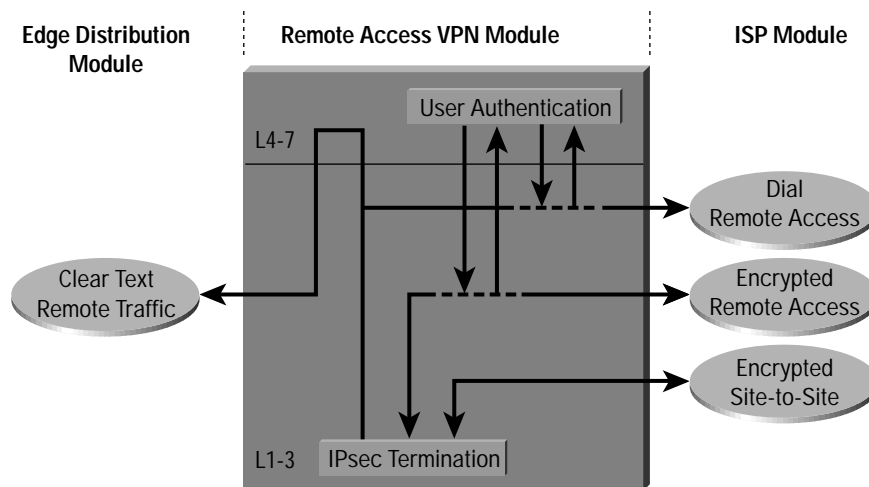 Edge Distribution
Module
Remote Access VPN Module
ISP Module
User Authentication
L4-7
Dial
Remote Access
Clear Text
Remote Traffic
Encrypted
Remote Access
Encrypted
Site-to-Site
L1-3
IPsec Termination